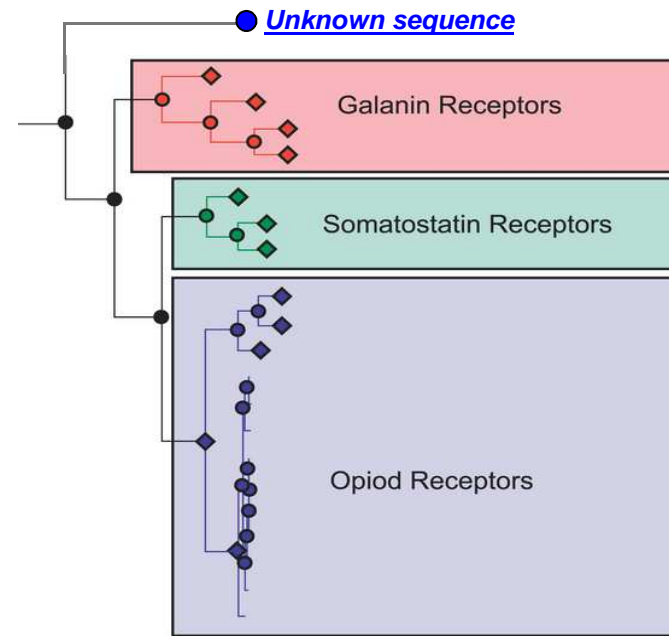 Unknown sequence
Galanin Receptors
Somatostatin Receptors
Opiod Receptors